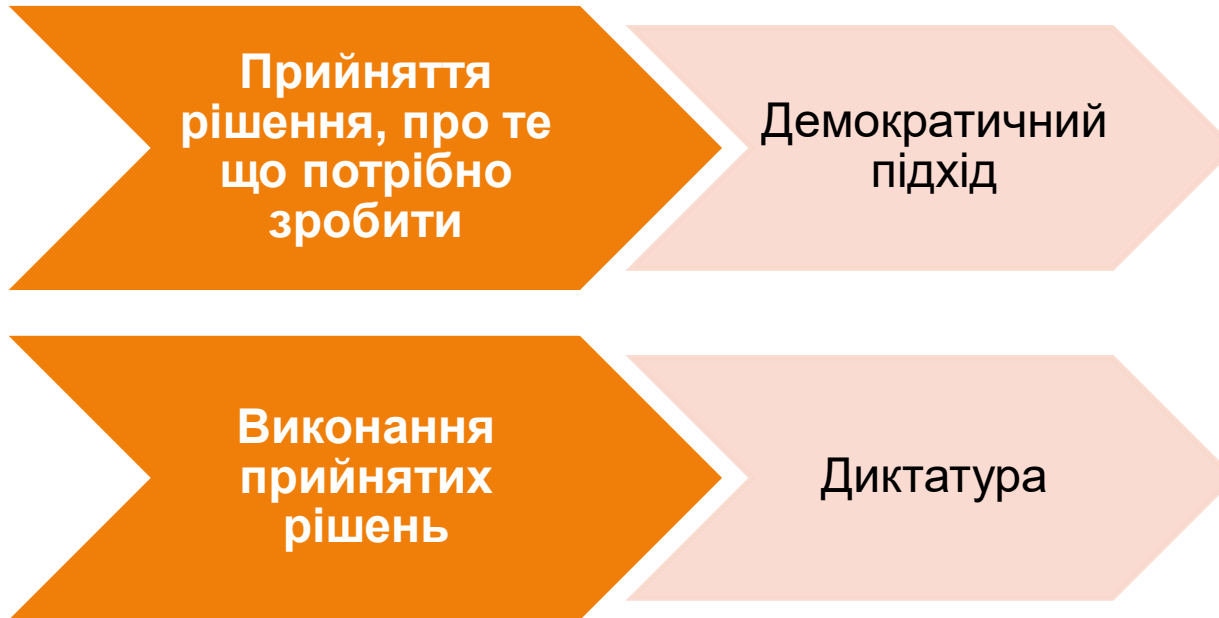 Прийняття
рішення, про те
що потрібно
зробити
Демократичний
підхід
Виконання
прийнятих
рішень
Диктатура